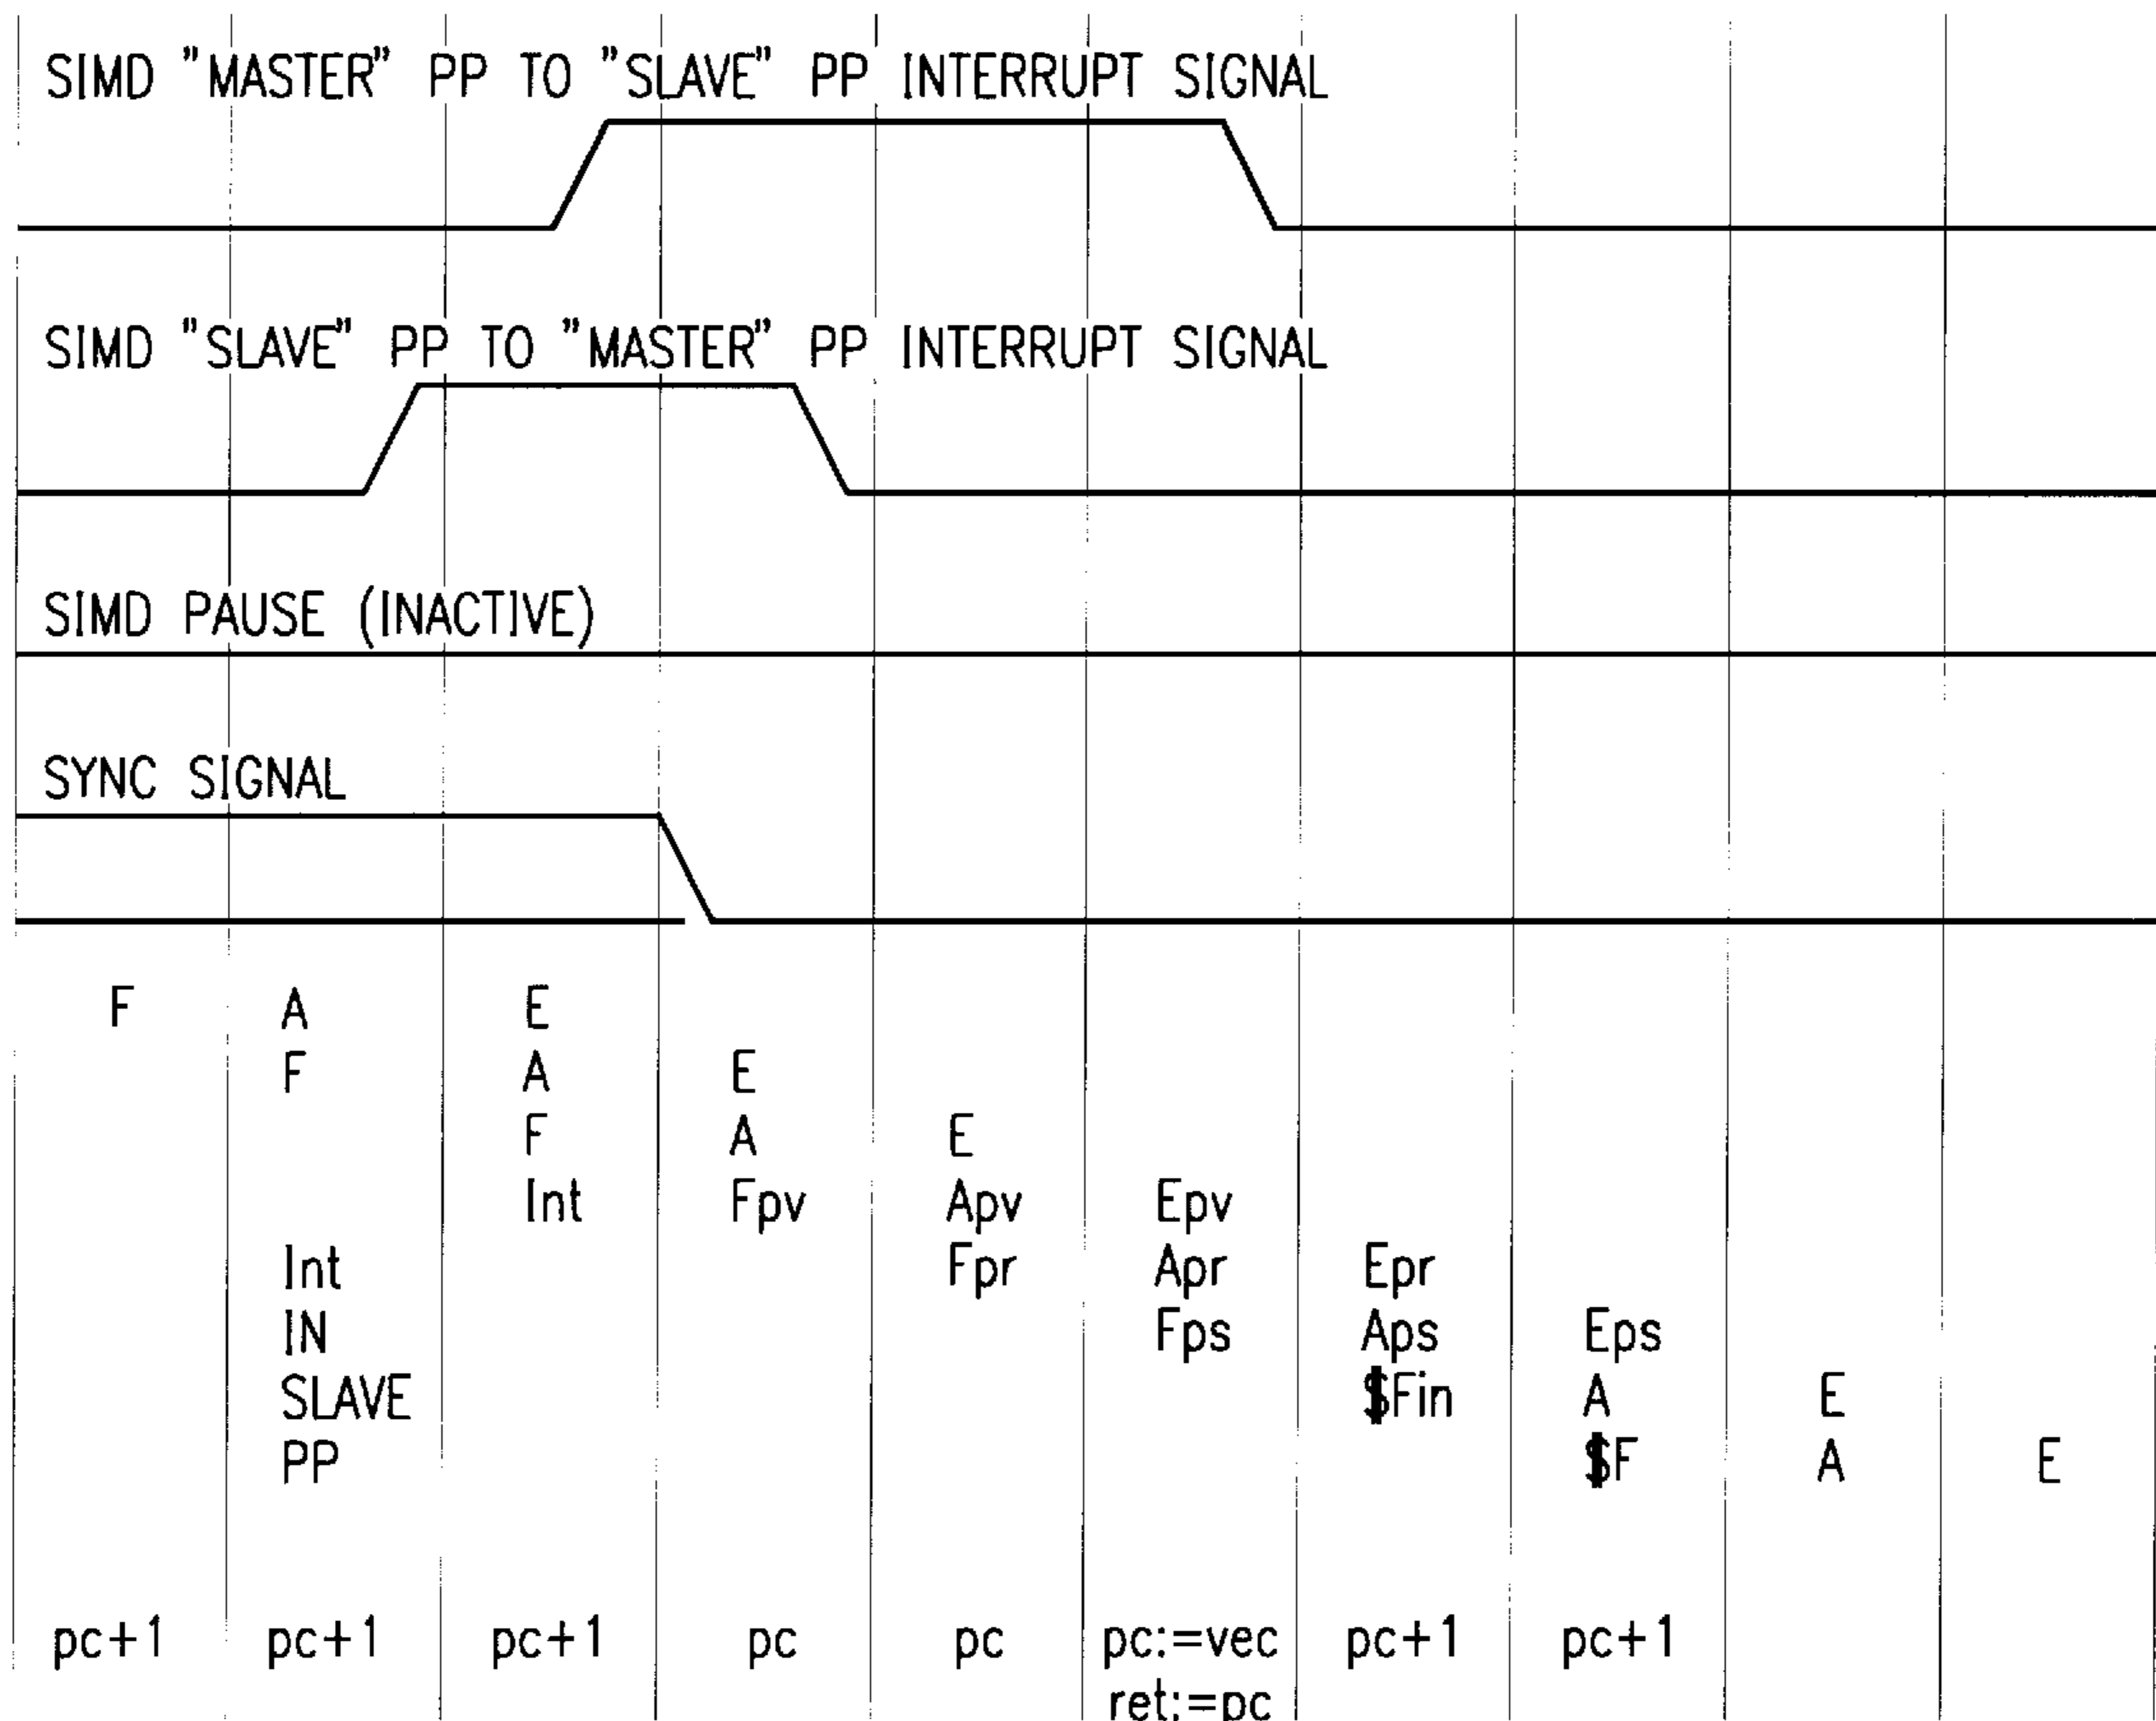 SIMD "MASTER" PP TO "SLAVE" PP INTERRUPT SIGNAL
SIMD "SLAVE" PP TO "MASTER" PP INTERRUPT SIGNAL
SIMD PAUSE (INACTIVE)
SYNC SIGNAL
F A E
F A E
F A E
Int Fpv Apv Epv
Int Fpr Apr Epr
IN Fps Aps Eps
SLAVE $Fin A E
PP $F A E
pc+1 pc+1 pc+1 pc pc pc:=vec pc+1 pc+1
ret:=pc